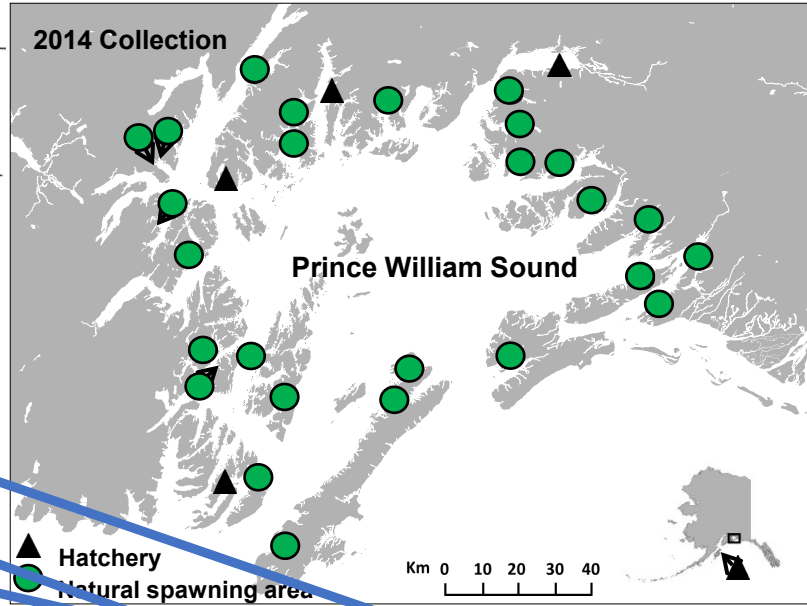 2014 Collection
Prince William Sound
Hatchery
Natural spawning area
Km 0 10 20 30 40